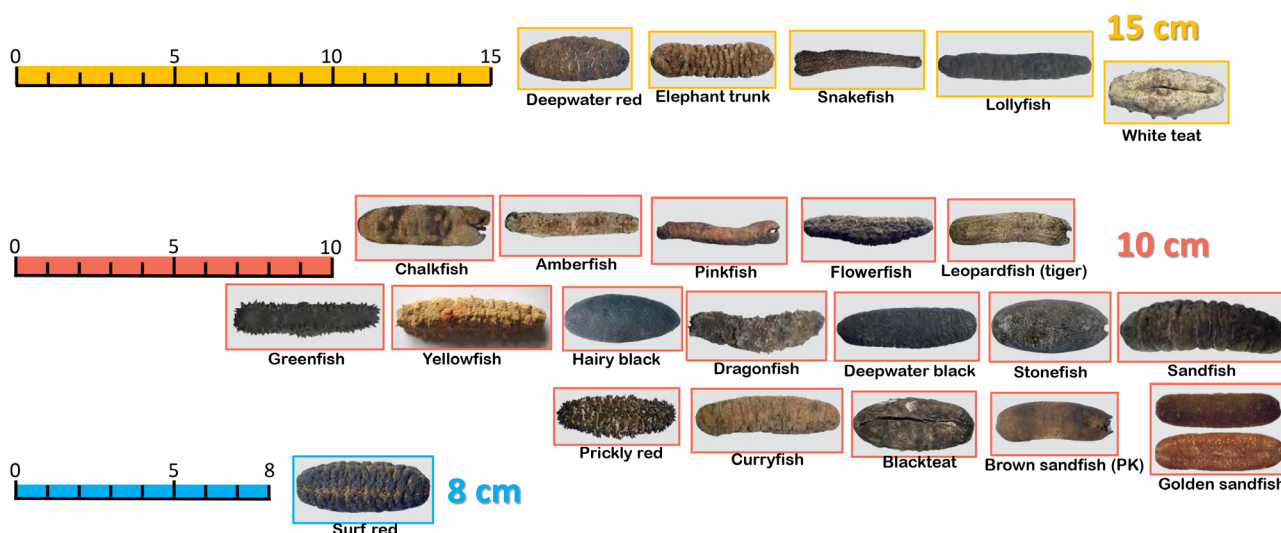 0 5 10 15
15 cm
Deepwater red
Elephant trunk
Snakefish
Lollyfish
White teat
0 5 10
10 cm
Chalkfish
Amberfish
Pinkfish
Flowerfish
Leopardfish (tiger)
Greenfish
Yellowfish
Hairy black
Dragonfish
Deepwater black
Stonefish
Sandfish
Prickly red
Curryfish
Blackteat
Brown sandfish (PK)
Golden sandfish
0 5 8
8 cm
Surf red